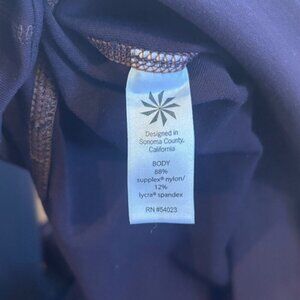 Designed in
Sonoma County,
California
BODY
88%
supplex® nylon/
12%
lycra® spandex
RN #54023